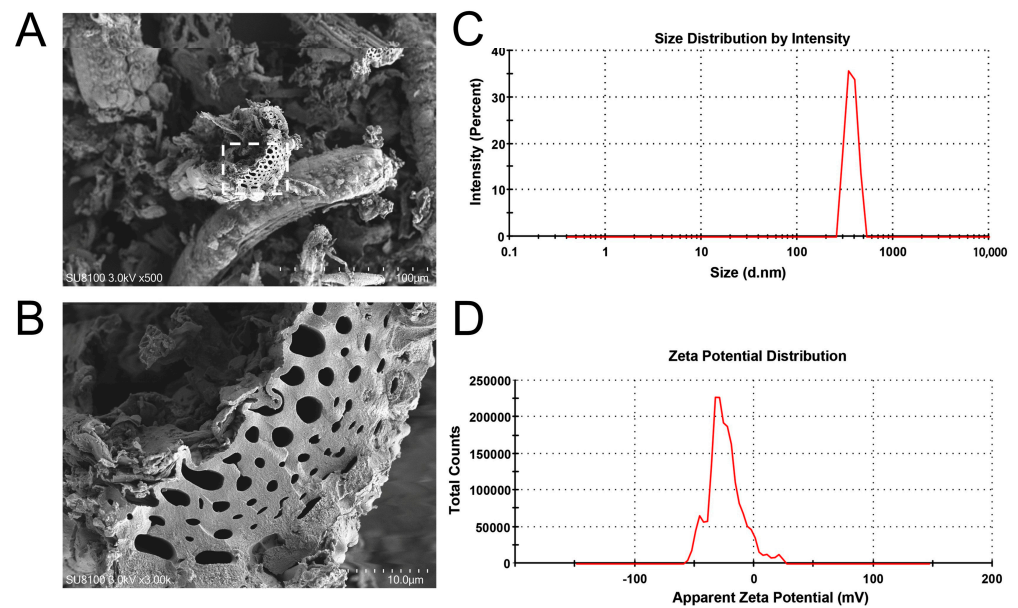 A
SU8100 3.0kV x500
100µm
B
SU8100 3.0kV x3.00k
10.0µm
C
Size Distribution by Intensity
Intensity (Percent)
40
30
20
10
0
0.1 1 10 100 1000 10,000
Size (d.nm)
D
Zeta Potential Distribution
Total Counts
250000
200000
150000
100000
50000
0
-100 0 100 200
Apparent Zeta Potential (mV)